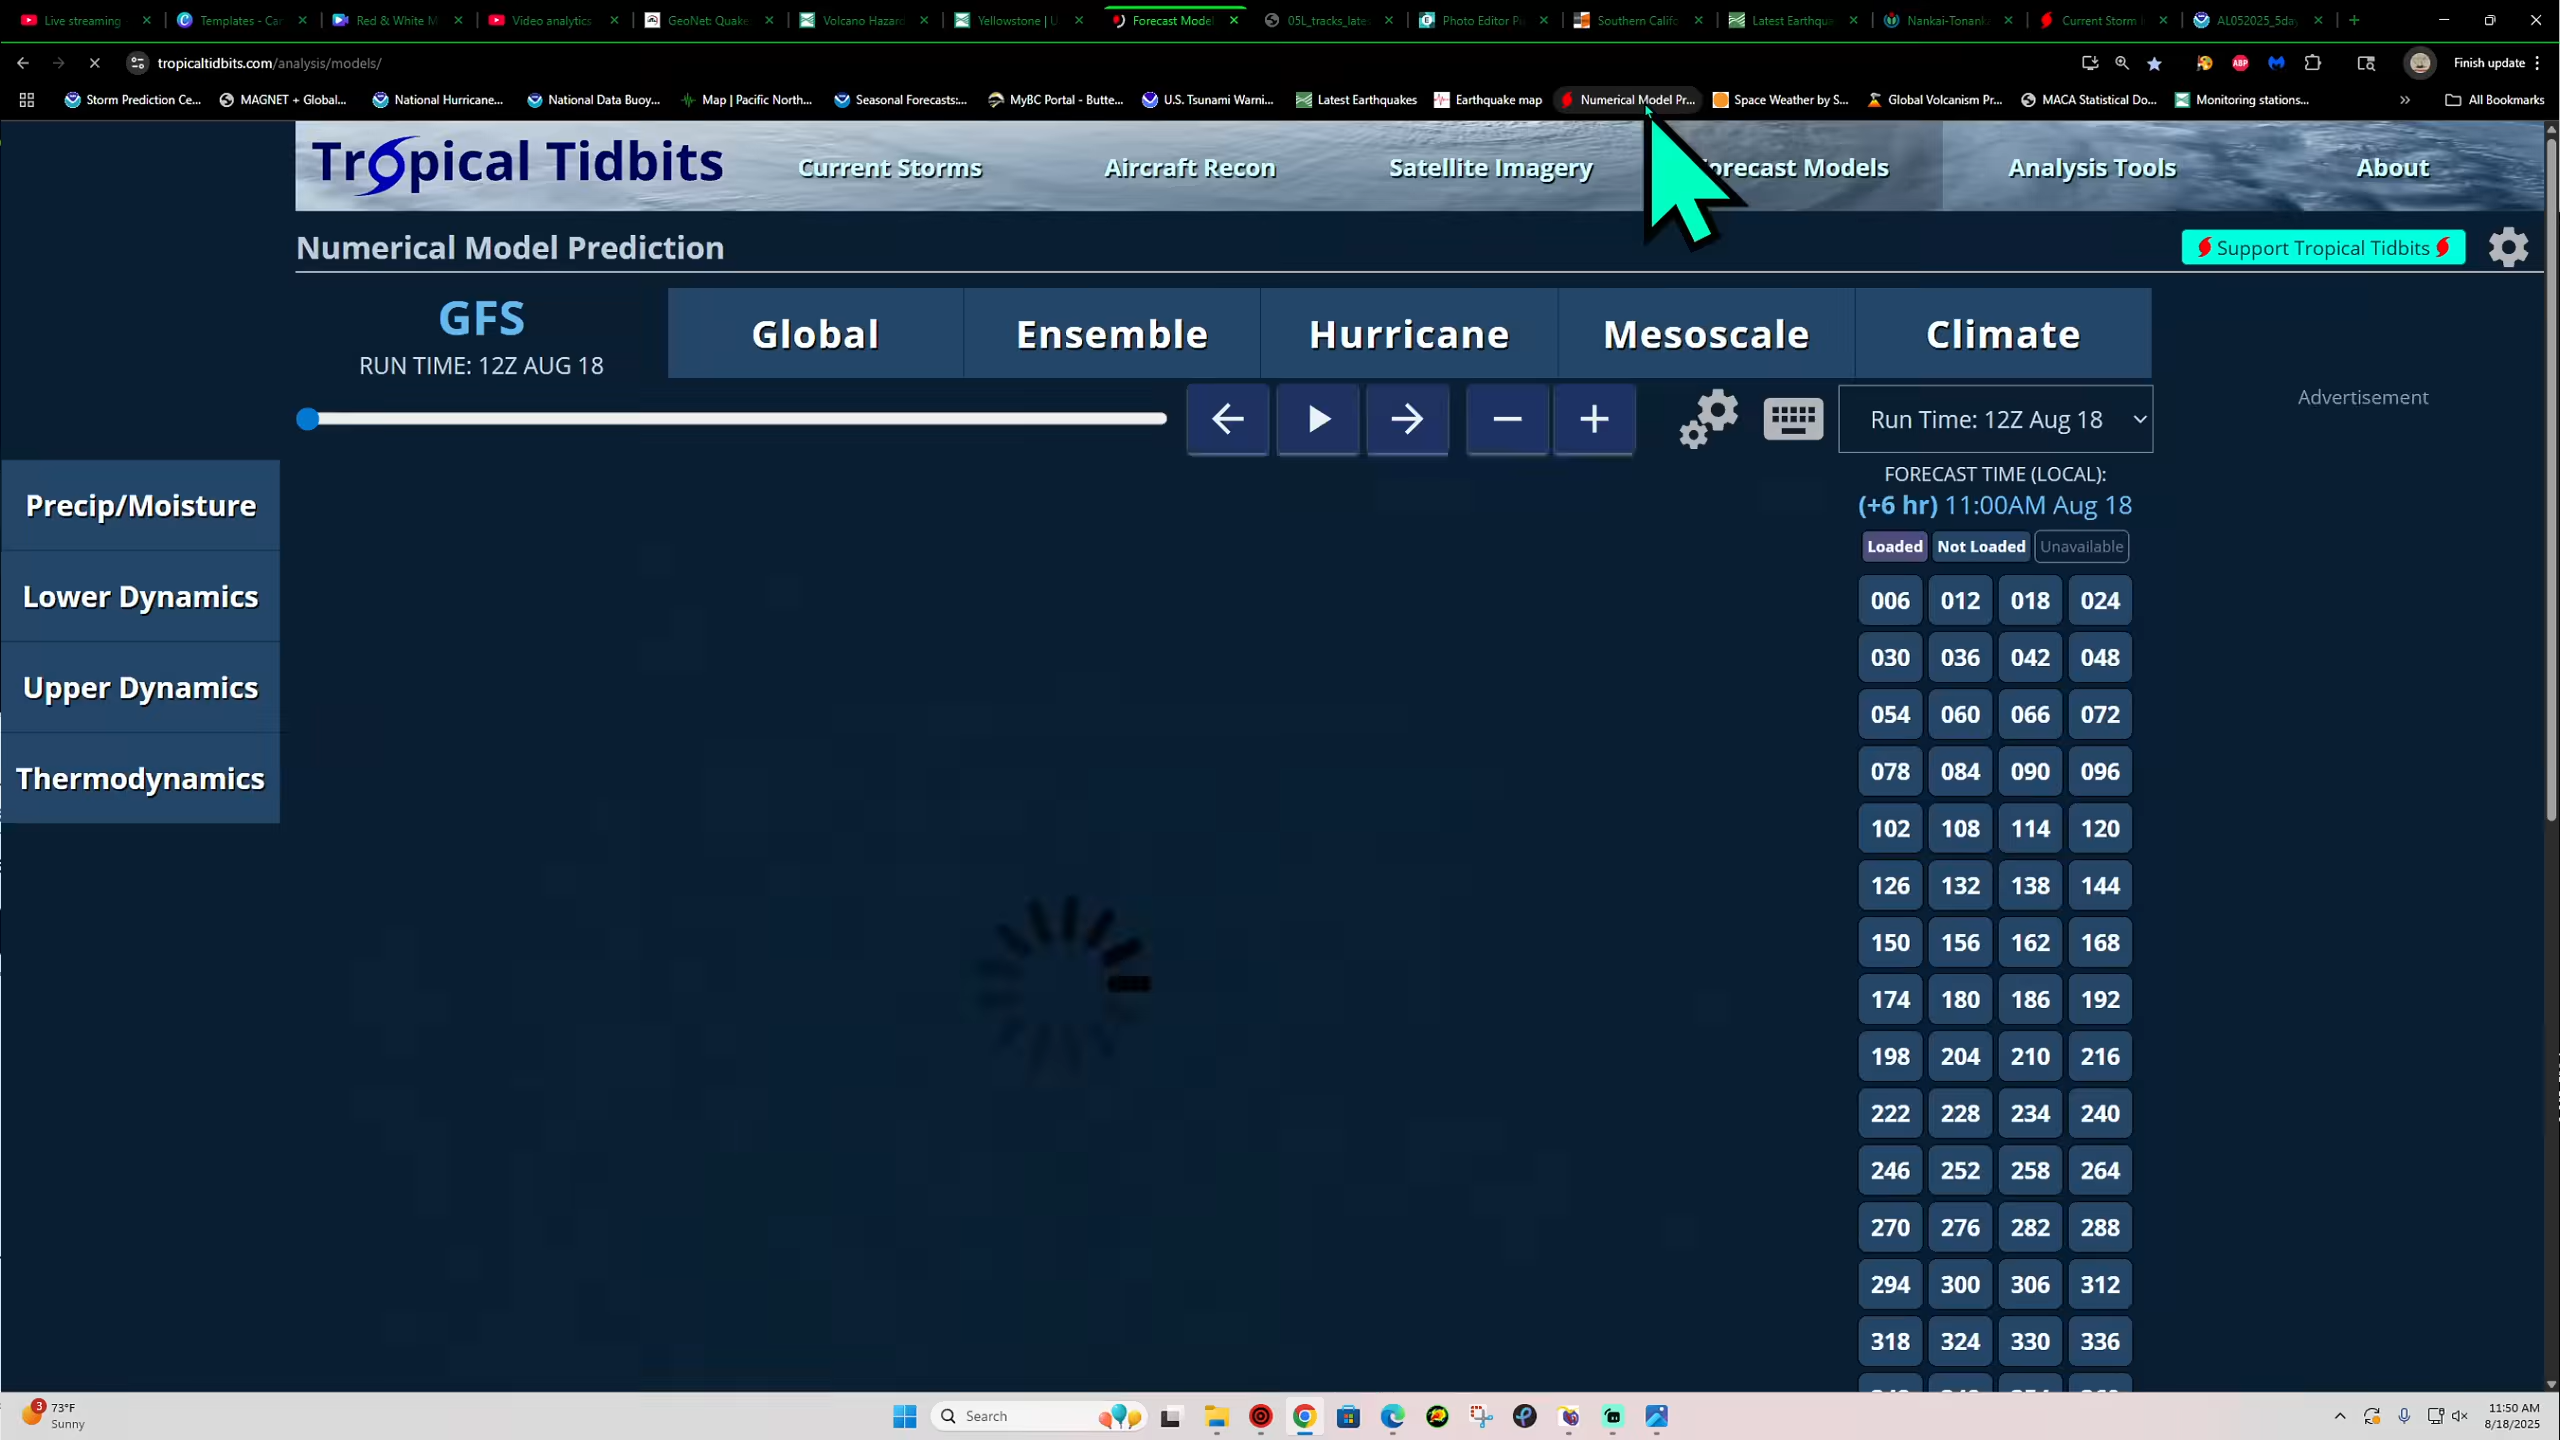 Live streaming
Templates - Car
Red & White M
Video analytics
GeoNet: Quake
Volcano Hazard
Yellowstone | U
Forecast Model
05L_tracks_late
Photo Editor
Southern Califo
Latest Earthqua
Nankai-Tonank
Current Storm
AL052025_5da
tropicaltidbits.com/analysis/models/
ABP
Finish update
Storm Prediction Ce...
MAGNET + Global...
National Hurricane...
National Data Buoy...
Map | Pacific North...
Seasonal Forecasts:...
MyBC Portal - Butte...
U.S. Tsunami Warni...
Latest Earthquakes
Earthquake map
Numerical Model Pr...
Space Weather by S...
Global Volcanism Pr...
MACA Statistical Do...
Monitoring stations...
All Bookmarks
Tropical Tidbits
Current Storms
Aircraft Recon
Satellite Imagery
orecast Models
Analysis Tools
About
Numerical Model Prediction
Support Tropical Tidbits
GFS
RUN TIME: 12Z AUG 18
Global
Ensemble
Hurricane
Mesoscale
Climate
Run Time: 12Z Aug 18
Advertisement
FORECAST TIME (LOCAL):
(+6 hr) 11:00AM Aug 18
Loaded Not Loaded Unavailable
Precip/Moisture
Lower Dynamics
Upper Dynamics
Thermodynamics
006 012 018 024
030 036 042 048
054 060 066 072
078 084 090 096
102 108 114 120
126 132 138 144
150 156 162 168
174 180 186 192
198 204 210 216
222 228 234 240
246 252 258 264
270 276 282 288
294 300 306 312
318 324 330 336
3
73°F
Sunny
Search
11:50 AM
8/18/2025